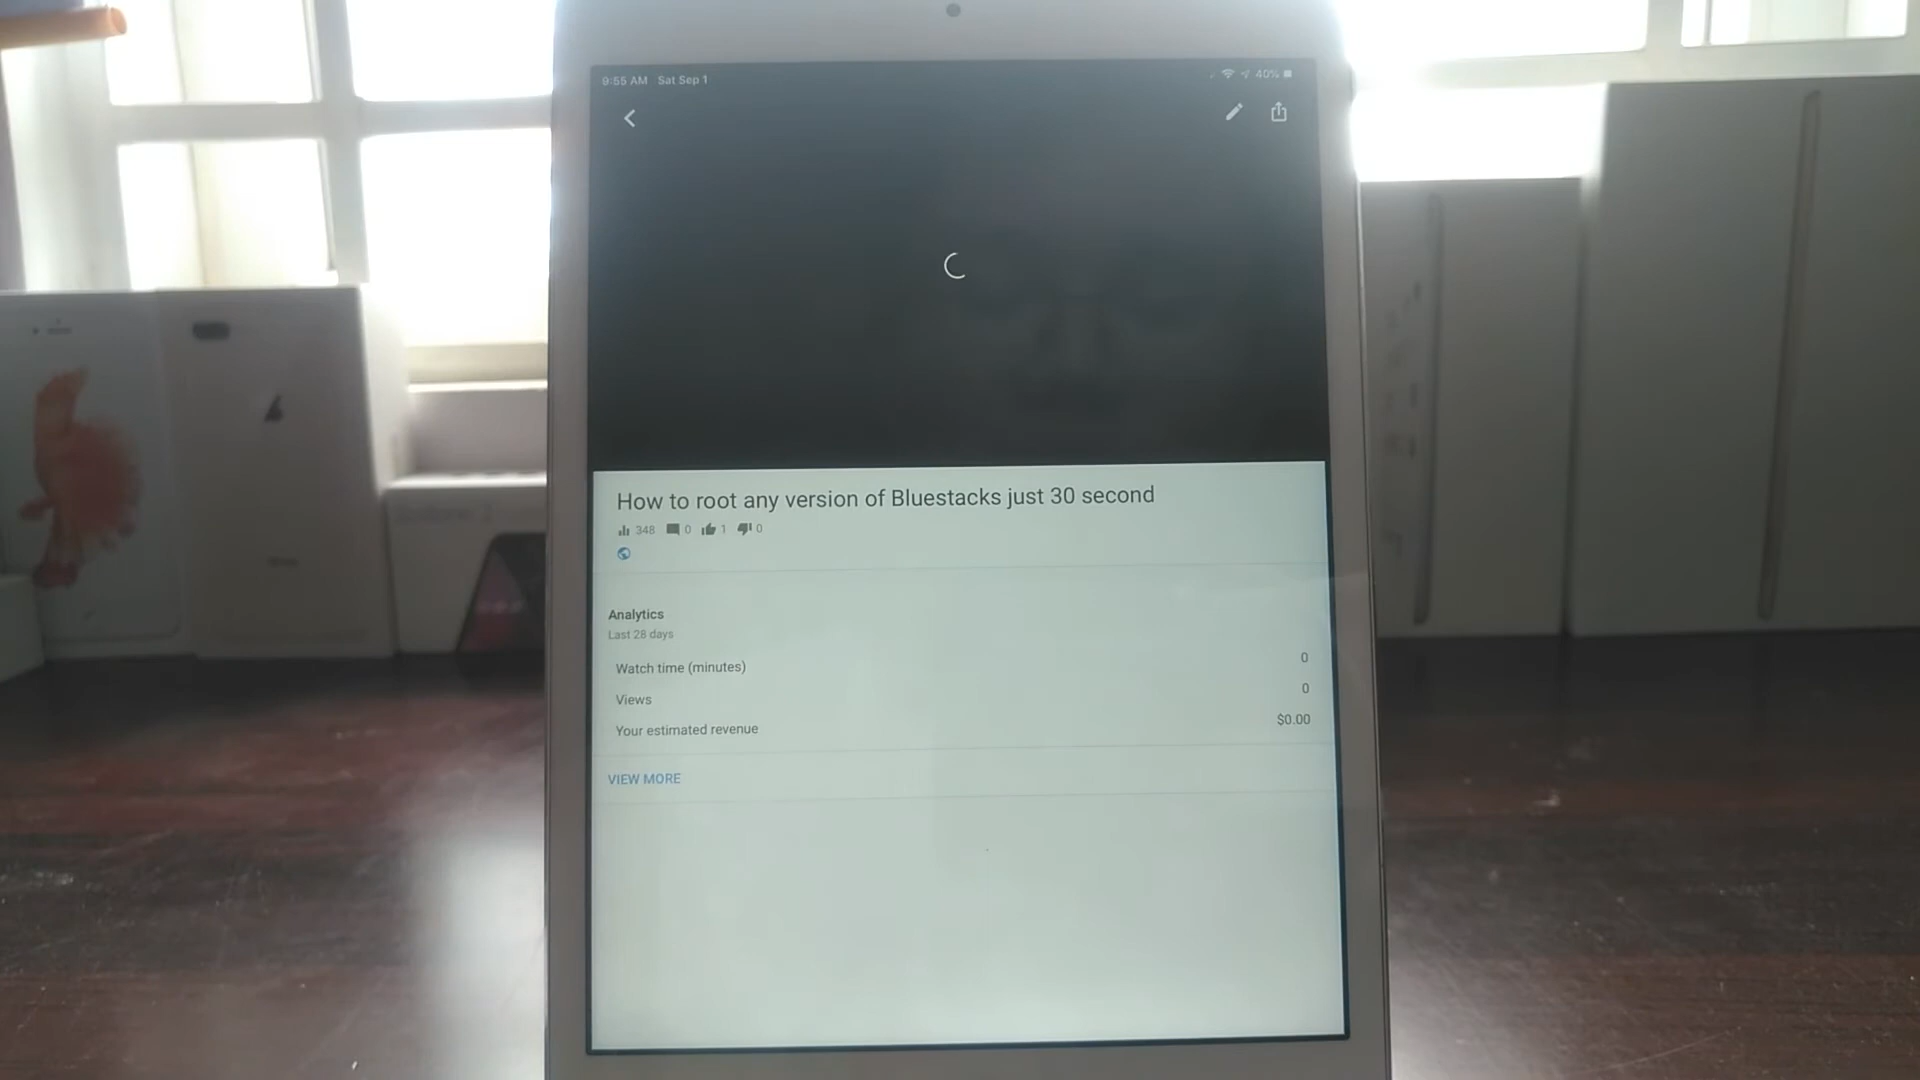 9:55 AM Sat Sep 1
40%
How to root any version of Bluestacks just 30 second
348 0 1 0
Analytics
Last 28 days
Watch time (minutes) 0
Views 0
Your estimated revenue $0.00
VIEW MORE